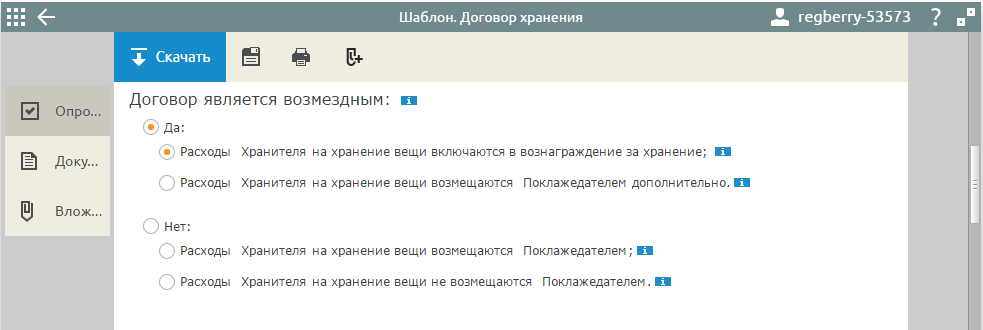 Шаблон. Договор хранения
regberry-53573 ?
Скачать
Договор является возмездным: i
Опро...
Да:
Расходы Хранителя на хранение вещи включаются в вознаграждение за хранение; i
Доку...
Расходы Хранителя на хранение вещи возмещаются Поклажедателем дополнительно. i
Влож...
Нет:
Расходы Хранителя на хранение вещи возмещаются Поклажедателем; i
Расходы Хранителя на хранение вещи не возмещаются Поклажедателем. i